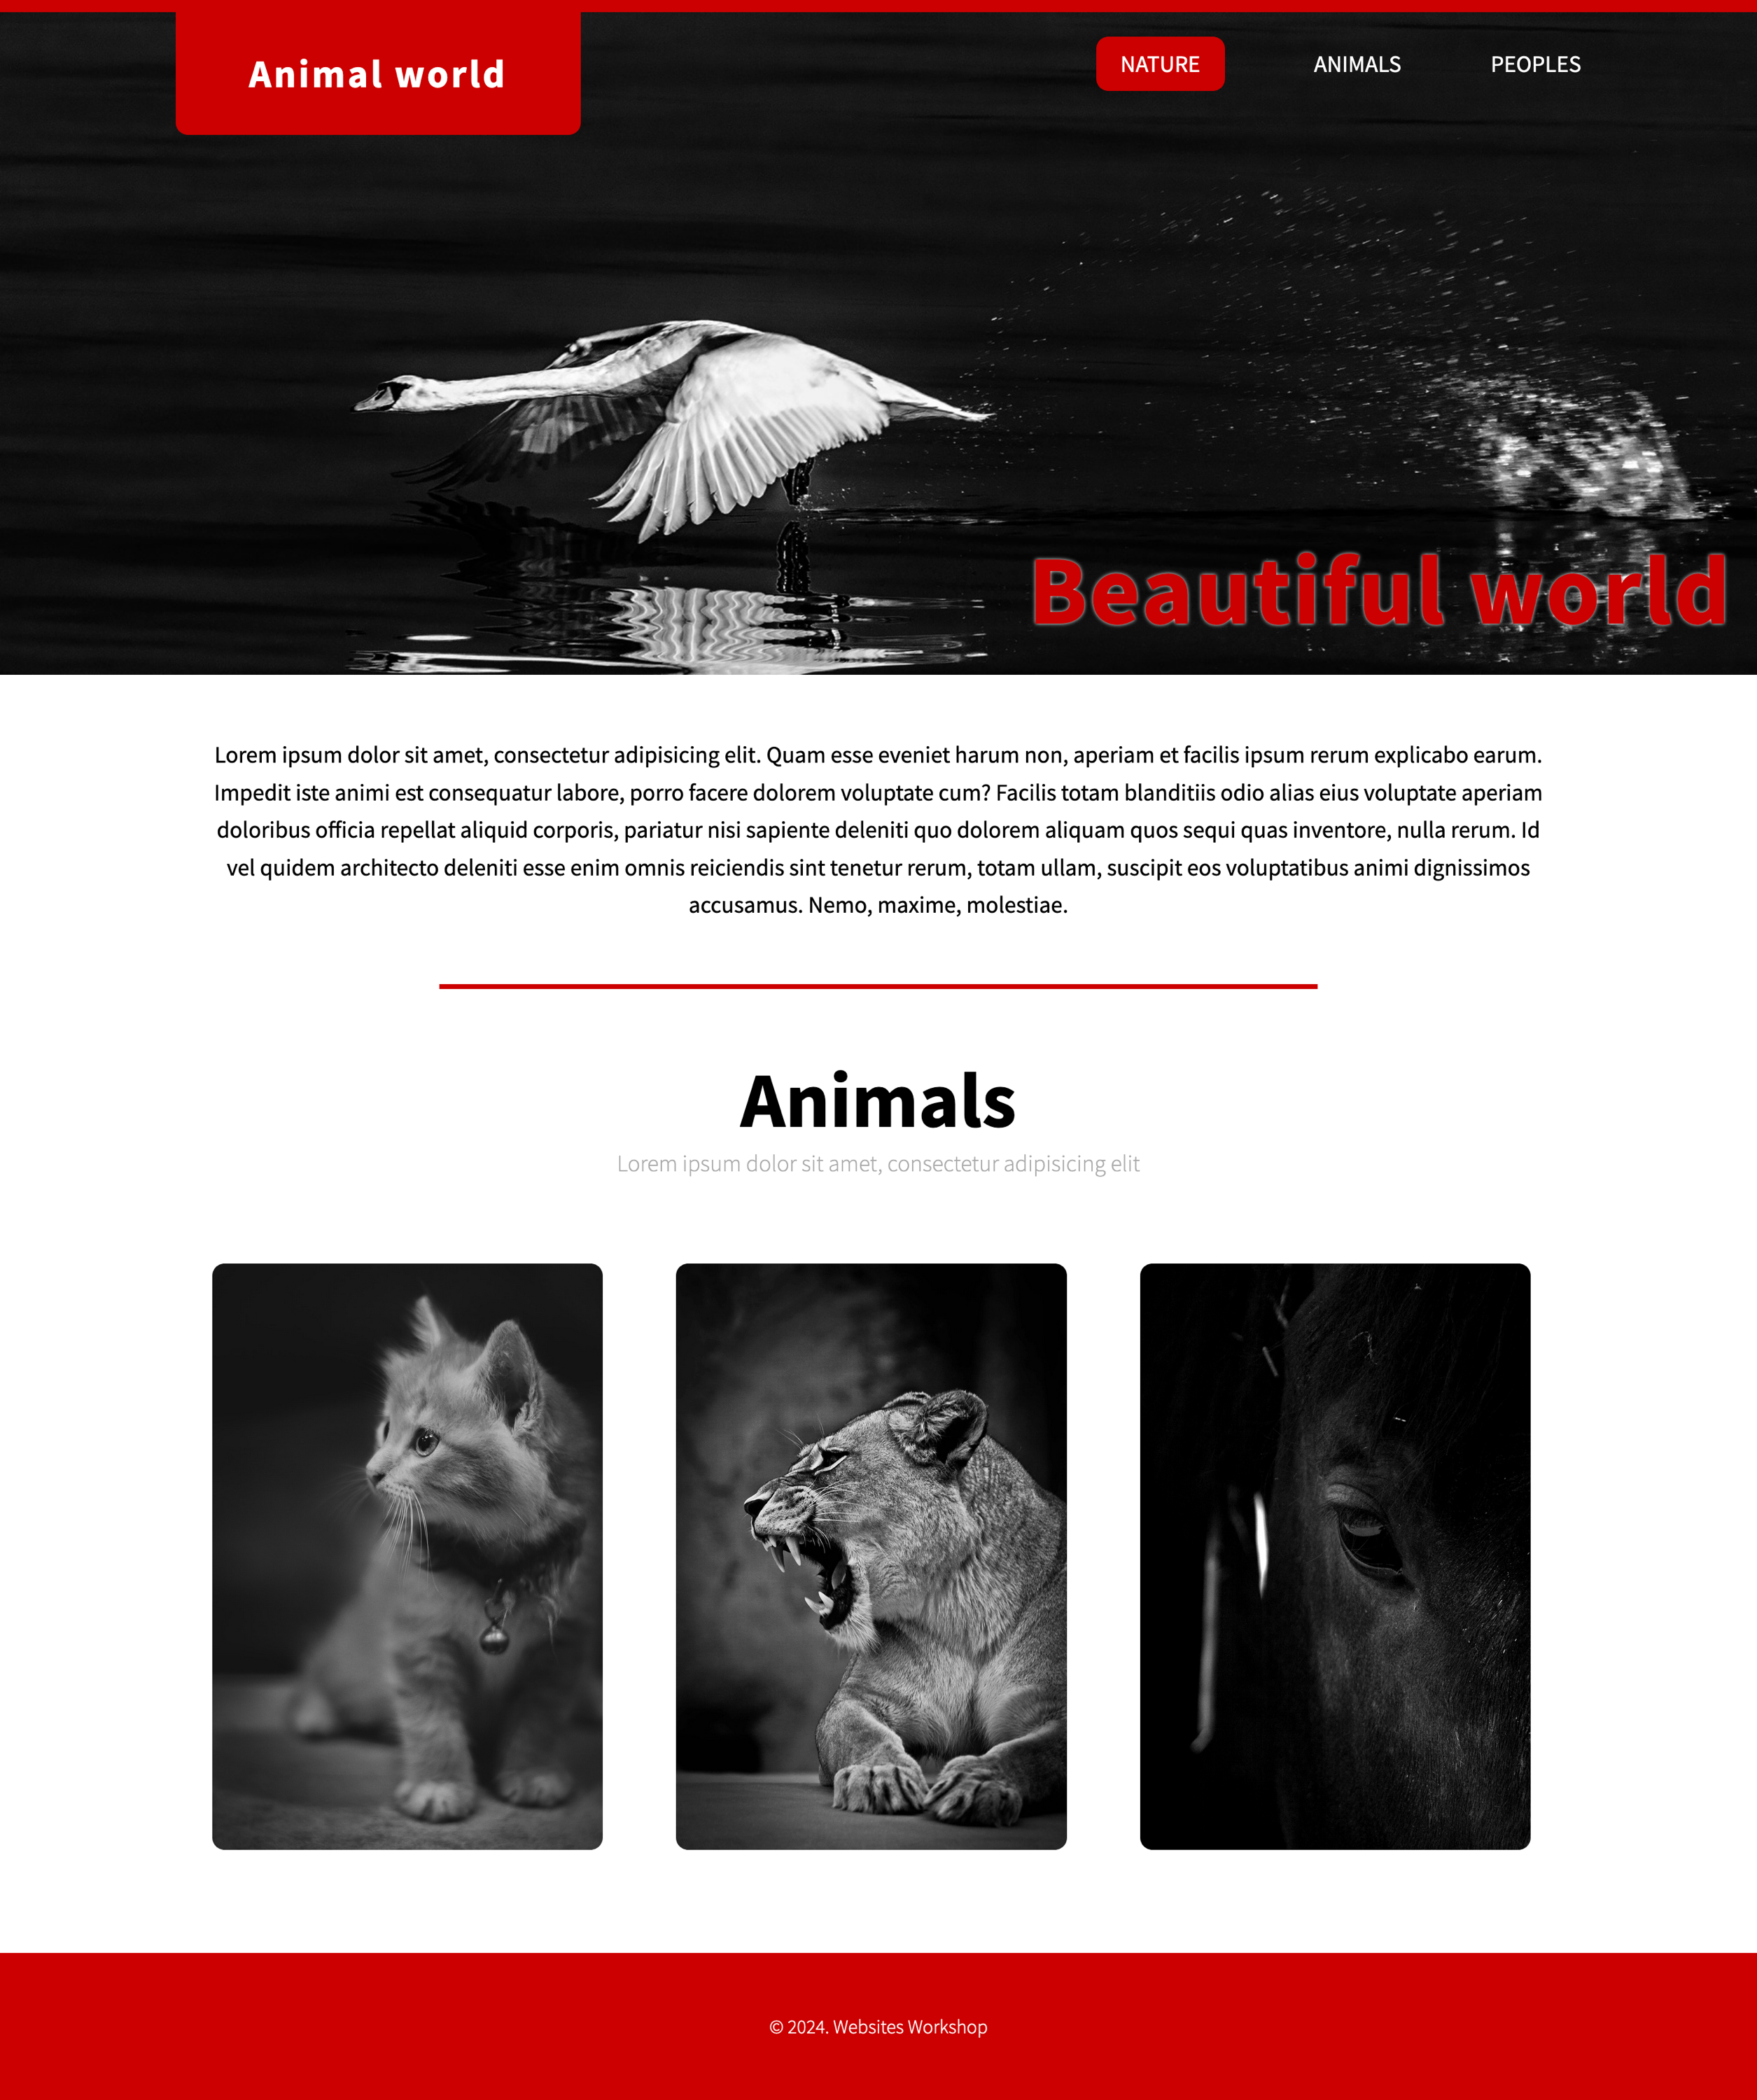 Animal world
NATURE
ANIMALS
PEOPLES
Beautiful world
Lorem ipsum dolor sit amet, consectetur adipisicing elit. Quam esse eveniet harum non, aperiam et facilis ipsum rerum explicabo earum.
Impedit iste animi est consequatur labore, porro facere dolorem voluptate cum? Facilis totam blanditiis odio alias eius voluptate aperiam
doloribus officia repellat aliquid corporis, pariatur nisi sapiente deleniti quo dolorem aliquam quos sequi quas inventore, nulla rerum. Id
vel quidem architecto deleniti esse enim omnis reiciendis sint tenetur rerum, totam ullam, suscipit eos voluptatibus animi dignissimos
accusamus. Nemo, maxime, molestiae.
Animals
Lorem ipsum dolor sit amet, consectetur adipisicing elit
© 2024. Websites Workshop